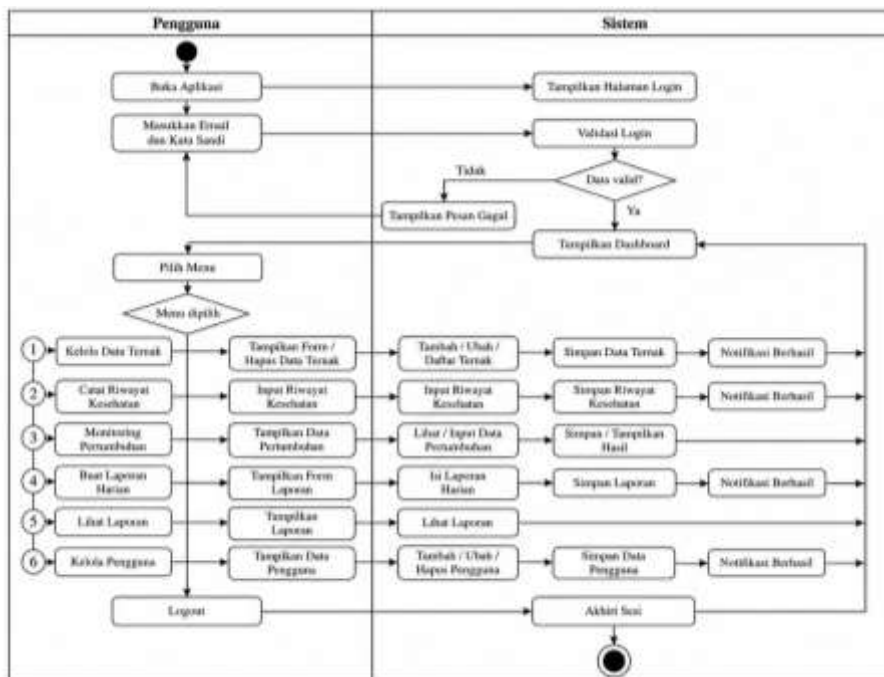 Pengguna
Sistem
Buka Aplikasi
Tampilkan Halaman Login
Masukkan Email
dan Kata Sandi
Validasi Login
Tidak
Data valid?
Tampilkan Pesan Gagal
Ya
Tampilkan Dashboard
Pilih Menu
Menu dipilih
1
Kelola Data Ternak
Tampilkan Form /
Hapus Data Ternak
Tambah / Ubah /
Daftar Ternak
Simpan Data Ternak
Notifikasi Berhasil
2
Catat Riwayat
Kesehatan
Input Riwayat
Kesehatan
Input Riwayat
Kesehatan
Simpan Riwayat
Kesehatan
Notifikasi Berhasil
3
Monitoring
Pertumbuhan
Tampilkan Data
Pertumbuhan
Lihat / Input Data
Pertumbuhan
Simpan / Tampilkan
Hasil
4
Buat Laporan
Harian
Tampilkan Form
Laporan
Isi Laporan
Harian
Simpan Laporan
Notifikasi Berhasil
5
Lihat Laporan
Tampilkan
Laporan
Lihat Laporan
6
Kelola Pengguna
Tampilkan Data
Pengguna
Tambah / Ubah /
Hapus Pengguna
Simpan Data
Pengguna
Notifikasi Berhasil
Logout
Akhiri Sesi